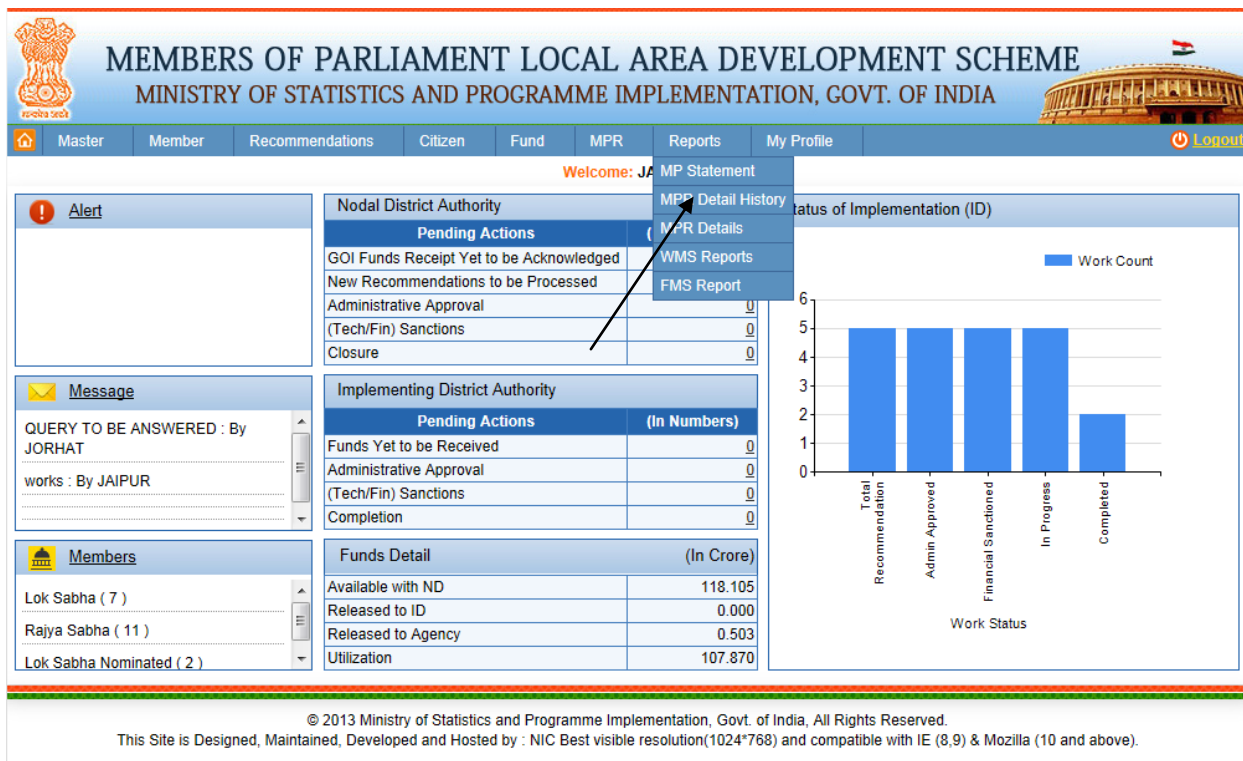 सत्यमेव जयते
MEMBERS OF PARLIAMENT LOCAL AREA DEVELOPMENT SCHEME
MINISTRY OF STATISTICS AND PROGRAMME IMPLEMENTATION, GOVT. OF INDIA
Master Member Recommendations Citizen Fund MPR Reports My Profile Logout
Welcome: JA
MP Statement
MPR Detail History
MPR Details
WMS Reports
FMS Report
Alert
Message
QUERY TO BE ANSWERED : By
JORHAT
works : By JAIPUR
Members
Lok Sabha ( 7 )
Rajya Sabha ( 11 )
Lok Sabha Nominated ( 2 )
Nodal District Authority
Pending Actions (
GOI Funds Receipt Yet to be Acknowledged
New Recommendations to be Processed
Administrative Approval 0
(Tech/Fin) Sanctions 0
Closure 0
Implementing District Authority
Pending Actions (In Numbers)
Funds Yet to be Received 0
Administrative Approval 0
(Tech/Fin) Sanctions 0
Completion 0
Funds Detail (In Crore)
Available with ND 118.105
Released to ID 0.000
Released to Agency 0.503
Utilization 107.870
tatus of Implementation (ID)
Work Count
6
5
4
3
2
1
0
Total
Recommendation
Admin Approved
Financial Sanctioned
In Progress
Completed
Work Status
© 2013 Ministry of Statistics and Programme Implementation, Govt. of India, All Rights Reserved.
This Site is Designed, Maintained, Developed and Hosted by : NIC Best visible resolution(1024*768) and compatible with IE (8,9) & Mozilla (10 and above).